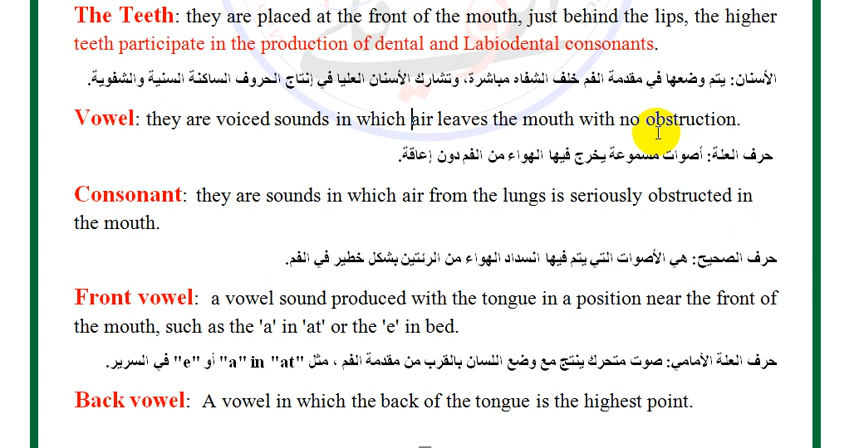 The Teeth: they are placed at the front of the mouth, just behind the lips, the higher
teeth participate in the production of dental and Labiodental consonants.
الأسنان: يتم وضعها في مقدمة الفم خلف الشفاه مباشرة، وتشارك الأسنان العليا في إنتاج الحروف الساكنة السنية والشفوية.
Vowel: they are voiced sounds in which air leaves the mouth with no obstruction.
حرف العلة: أصوات مسموعة يخرج فيها الهواء من الفم دون إعاقة.
Consonant: they are sounds in which air from the lungs is seriously obstructed in
the mouth.
حرف الصحيح: هي الأصوات التي يتم فيها انسداد الهواء من الرئتين بشكل خطير في الفم.
Front vowel: a vowel sound produced with the tongue in a position near the front of
the mouth, such as the 'a' in 'at' or the 'e' in bed.
حرف العلة الأمامي: صوت متحرك ينتج مع وضع اللسان بالقرب من مقدمة الفم ، مثل "a" in "at" أو "e" في السرير.
Back vowel: A vowel in which the back of the tongue is the highest point.